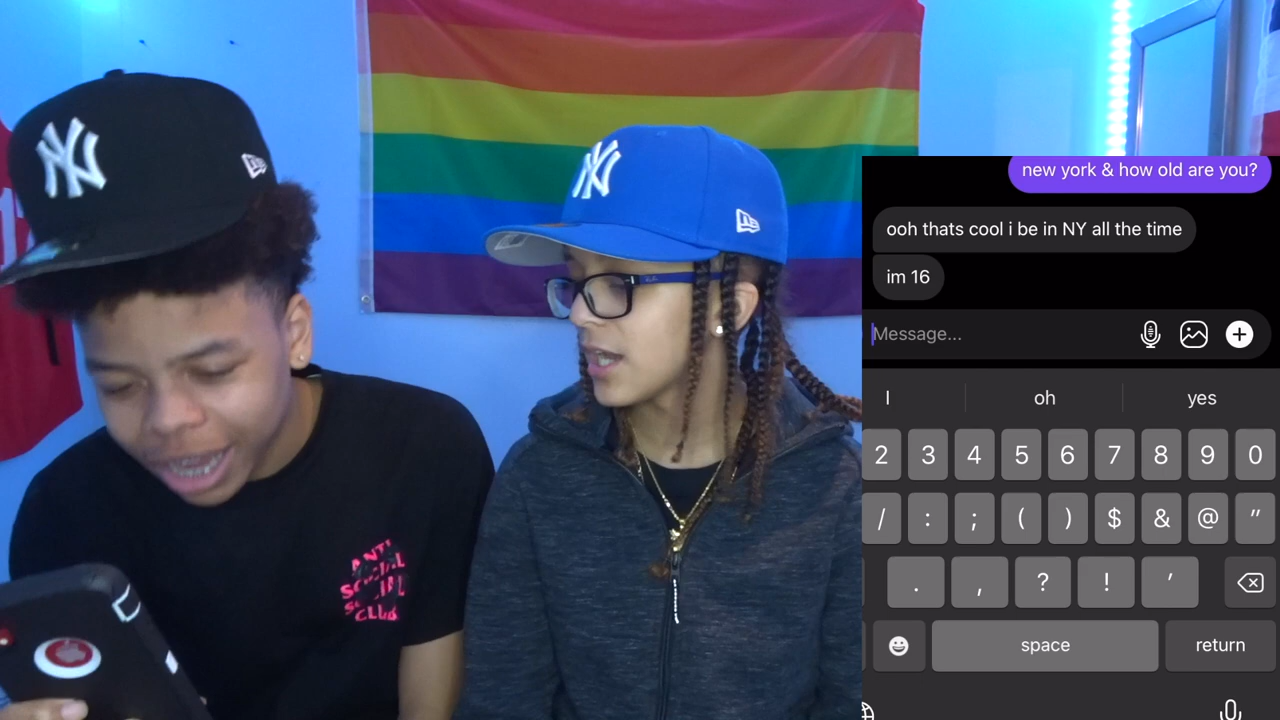 NY
NY
ANTI
SOCIAL
SOCIAL
CLUB
new york & how old are you?
ooh thats cool i be in NY all the time
im 16
Message...
I oh yes
2 3 4 5 6 7 8 9 0
/ : ; ( ) $ & @ "
. , ? ! '
space return